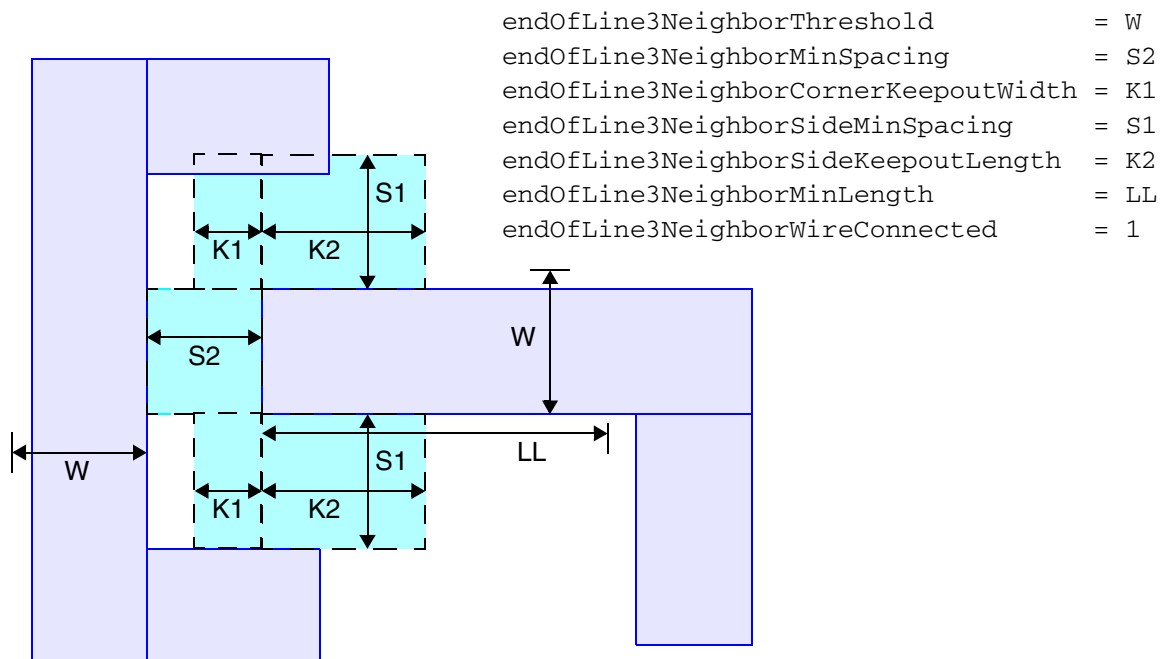 endOfLine3NeighborThreshold = W
endOfLine3NeighborMinSpacing = S2
endOfLine3NeighborCornerKeepoutWidth = K1
endOfLine3NeighborSideMinSpacing = S1
endOfLine3NeighborSideKeepoutLength = K2
endOfLine3NeighborMinLength = LL
endOfLine3NeighborWireConnected = 1
S1
K1
K2
W
S2
LL
S1
W
K1
K2